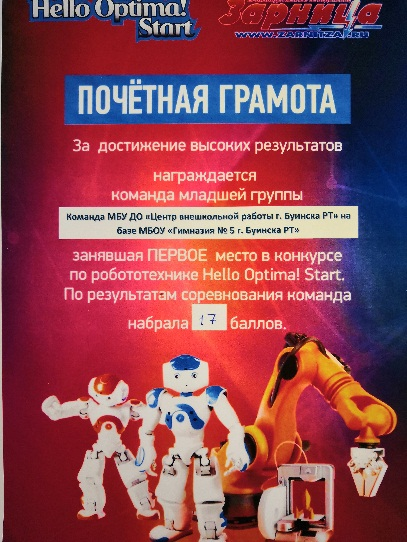 Hello Optima!
Start
Зарница
WWW.ZARNITZA.RU
ПОЧЁТНАЯ ГРАМОТА
За достижение высоких результатов
награждается
команда младшей группы
Команда МБУ ДО «Центр внешкольной работы г. Буинска РТ» на
базе МБОУ «Гимназия № 5 г. Буинска РТ»
занявшая ПЕРВОЕ место в конкурсе
по робототехнике Hello Optima! Start.
По результатам соревнования команда
набрала 17 баллов.